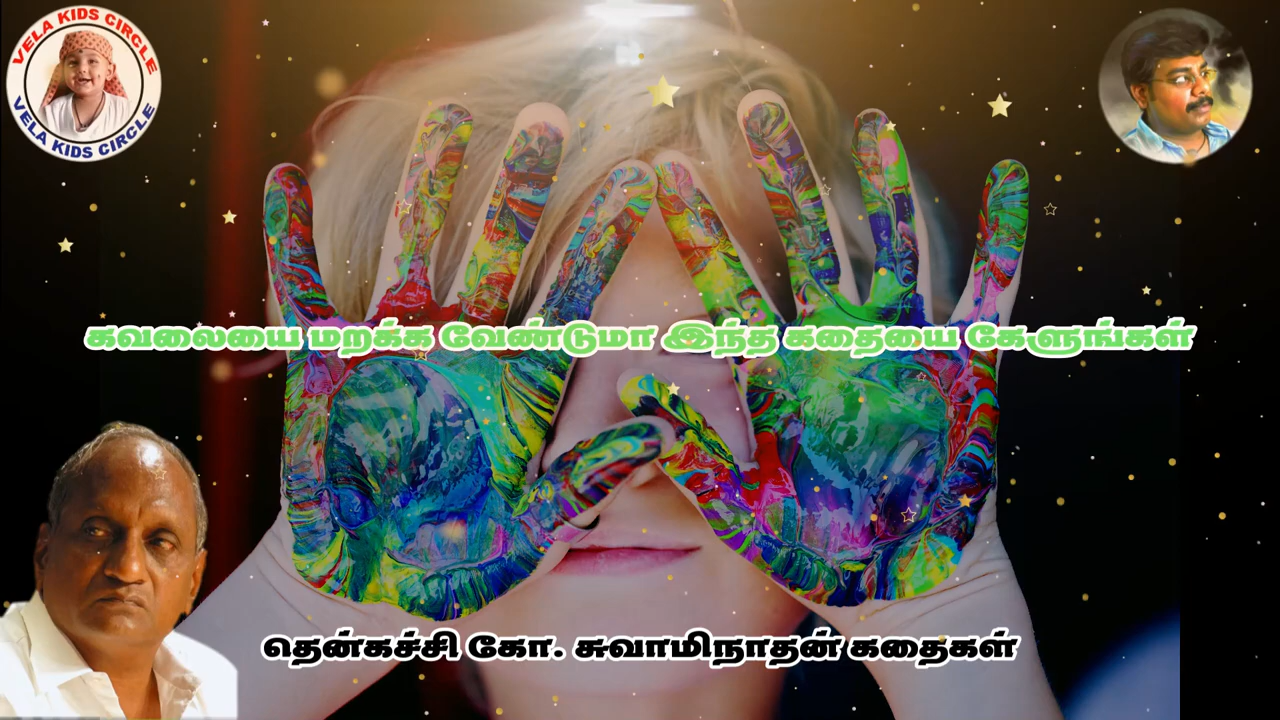 VELA KIDS CIRCLE
VELA KIDS CIRCLE
கவலையை மறக்க வேண்டுமா இந்த கதையை கேளுங்கள்
தென்கச்சி கோ. சுவாமிநாதன் கதைகள்